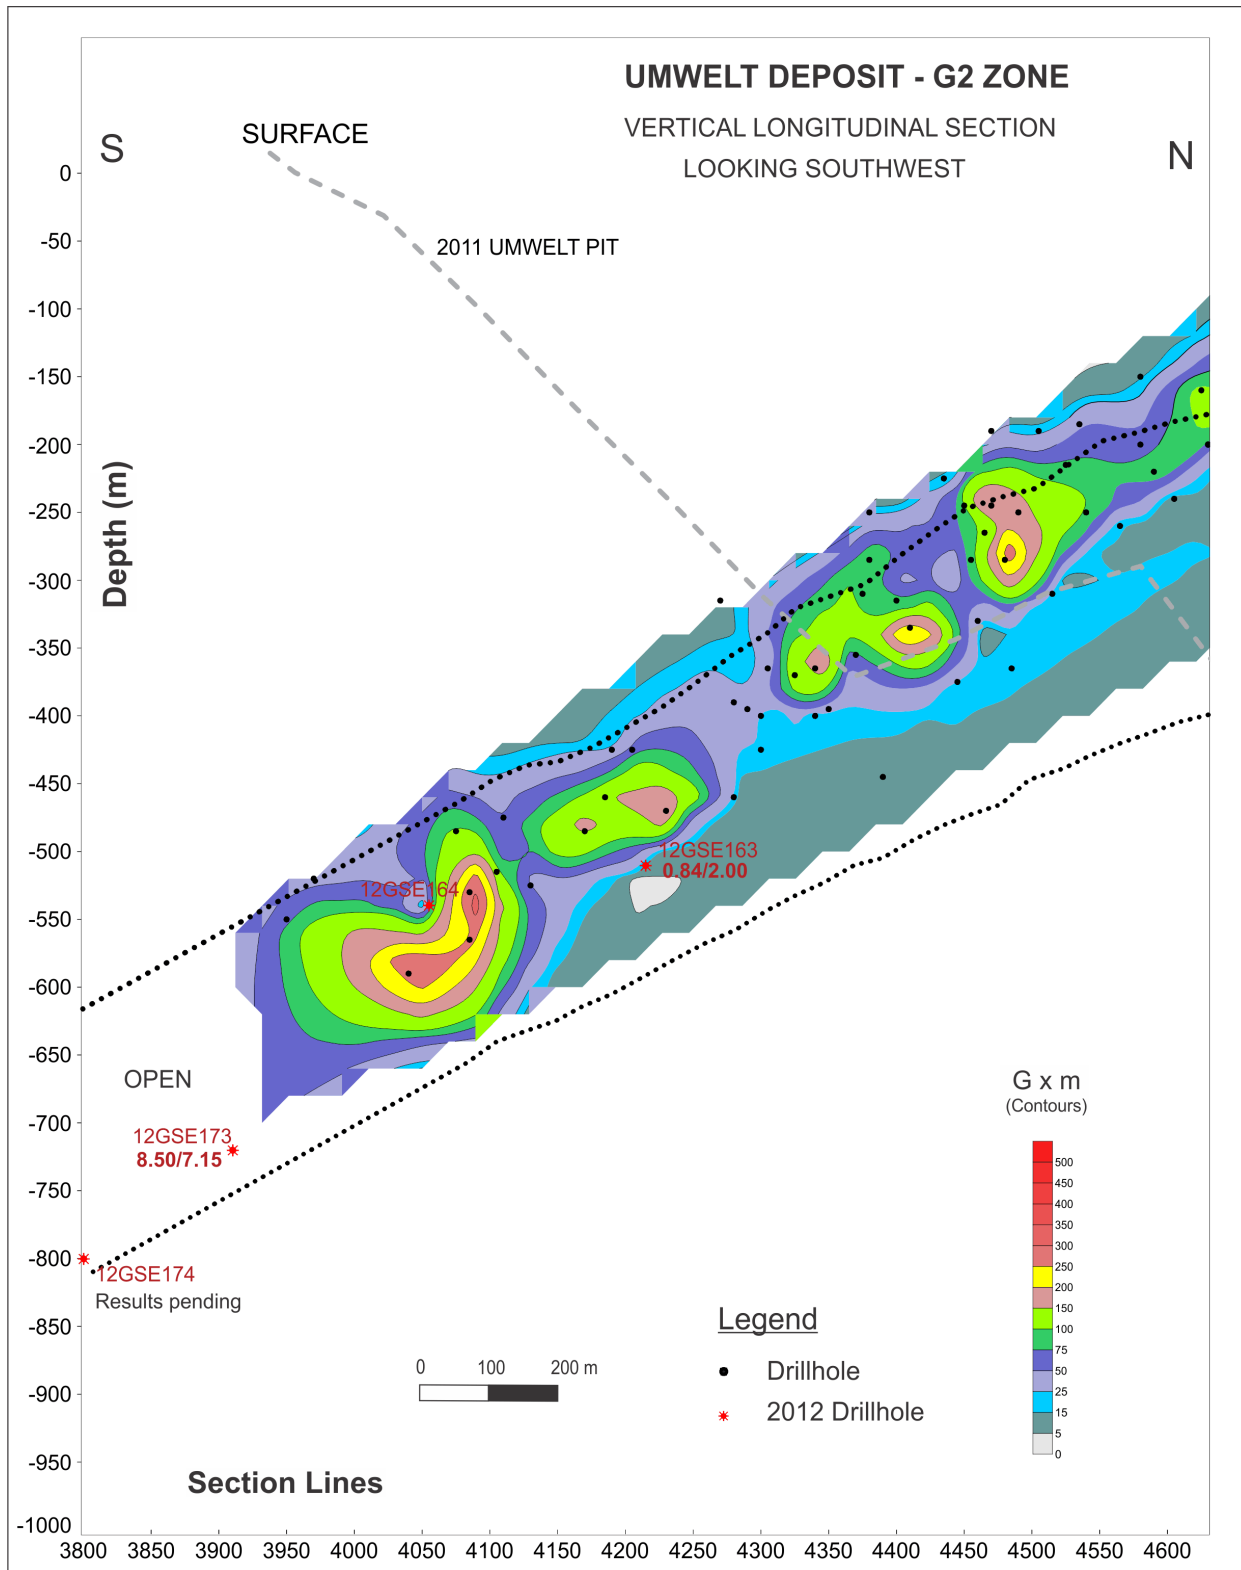 UMWELT DEPOSIT - G2 ZONE
VERTICAL LONGITUDINAL SECTION
LOOKING SOUTHWEST
S
N
SURFACE
2011 UMWELT PIT
Depth (m)
0
-50
-100
-150
-200
-250
-300
-350
-400
-450
-500
-550
-600
-650
-700
-750
-800
-850
-900
-950
-1000
12GSE163
0.84/2.00
12GSE164
OPEN
12GSE173
8.50/7.15
12GSE174
Results pending
G x m
(Contours)
500
450
400
350
300
250
200
150
100
75
50
25
15
5
0
Legend
Drillhole
2012 Drillhole
0 100 200 m
Section Lines
3800 3850 3900 3950 4000 4050 4100 4150 4200 4250 4300 4350 4400 4450 4500 4550 4600